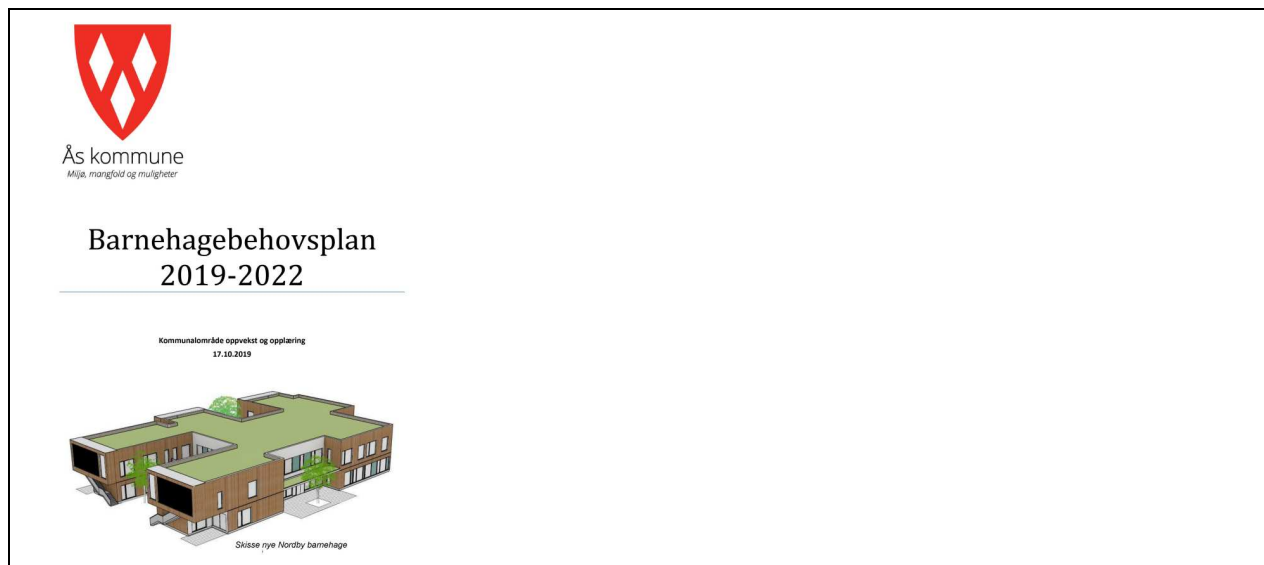 Ås kommune
Miljø, mangfold og muligheter
Barnehagebehovsplan
2019-2022
Kommunalområde oppvekst og opplæring
17.10.2019
Skisse nye Nordby barnehage